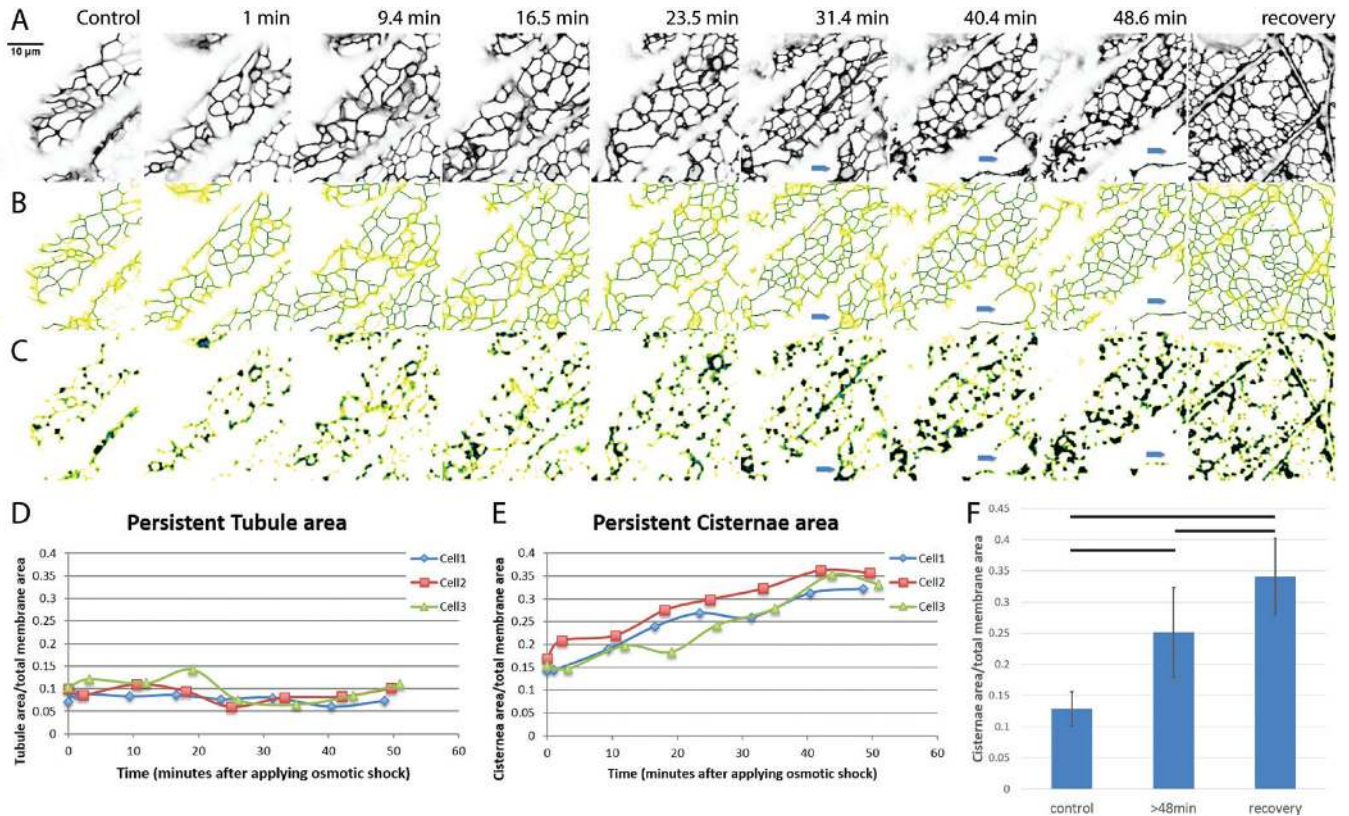 A
Control
1 min
9.4 min
16.5 min
23.5 min
31.4 min
40.4 min
48.6 min
recovery
10 µm
B
C
D
Persistent Tubule area
Tubule area/total membrane area
0.4
0.35
0.3
0.25
0.2
0.15
0.1
0.05
0
Cell1
Cell2
Cell3
0
10
20
30
40
50
60
Time (minutes after applying osmotic shock)
E
Persistent Cisternae area
Cisternea area/total membrane area
0.4
0.35
0.3
0.25
0.2
0.15
0.1
0.05
0
Cell1
Cell2
Cell3
0
10
20
30
40
50
60
Time (minutes after applying osmotic shock)
F
Cisternae area/total membrane area
0.45
0.4
0.35
0.3
0.25
0.2
0.15
0.1
0.05
0
control
>48min
recovery